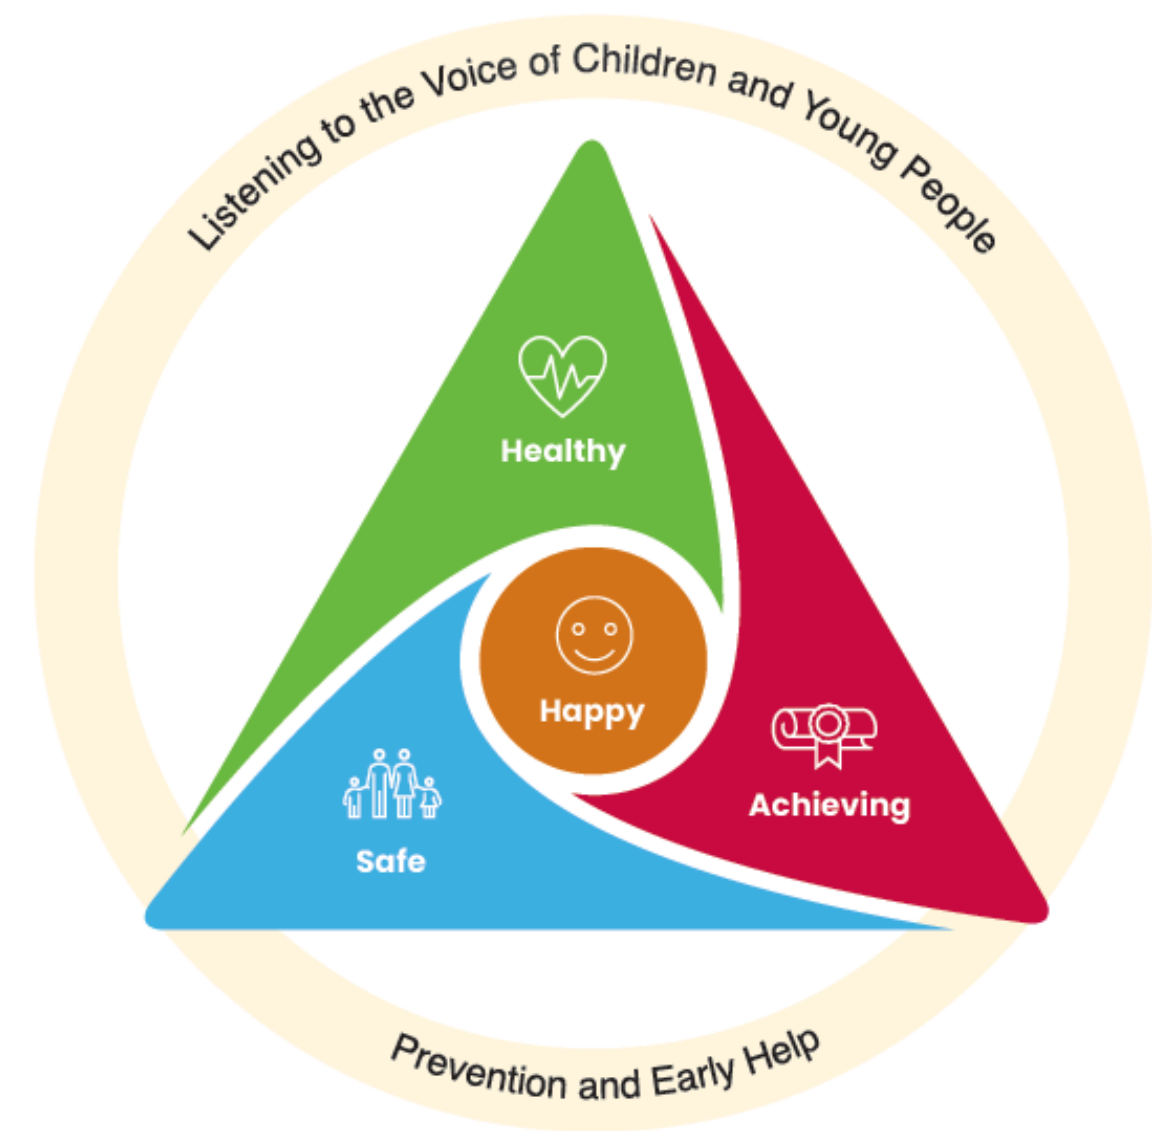 Listening to the Voice of Children and Young People
Healthy
Happy
Achieving
Safe
Prevention and Early Help